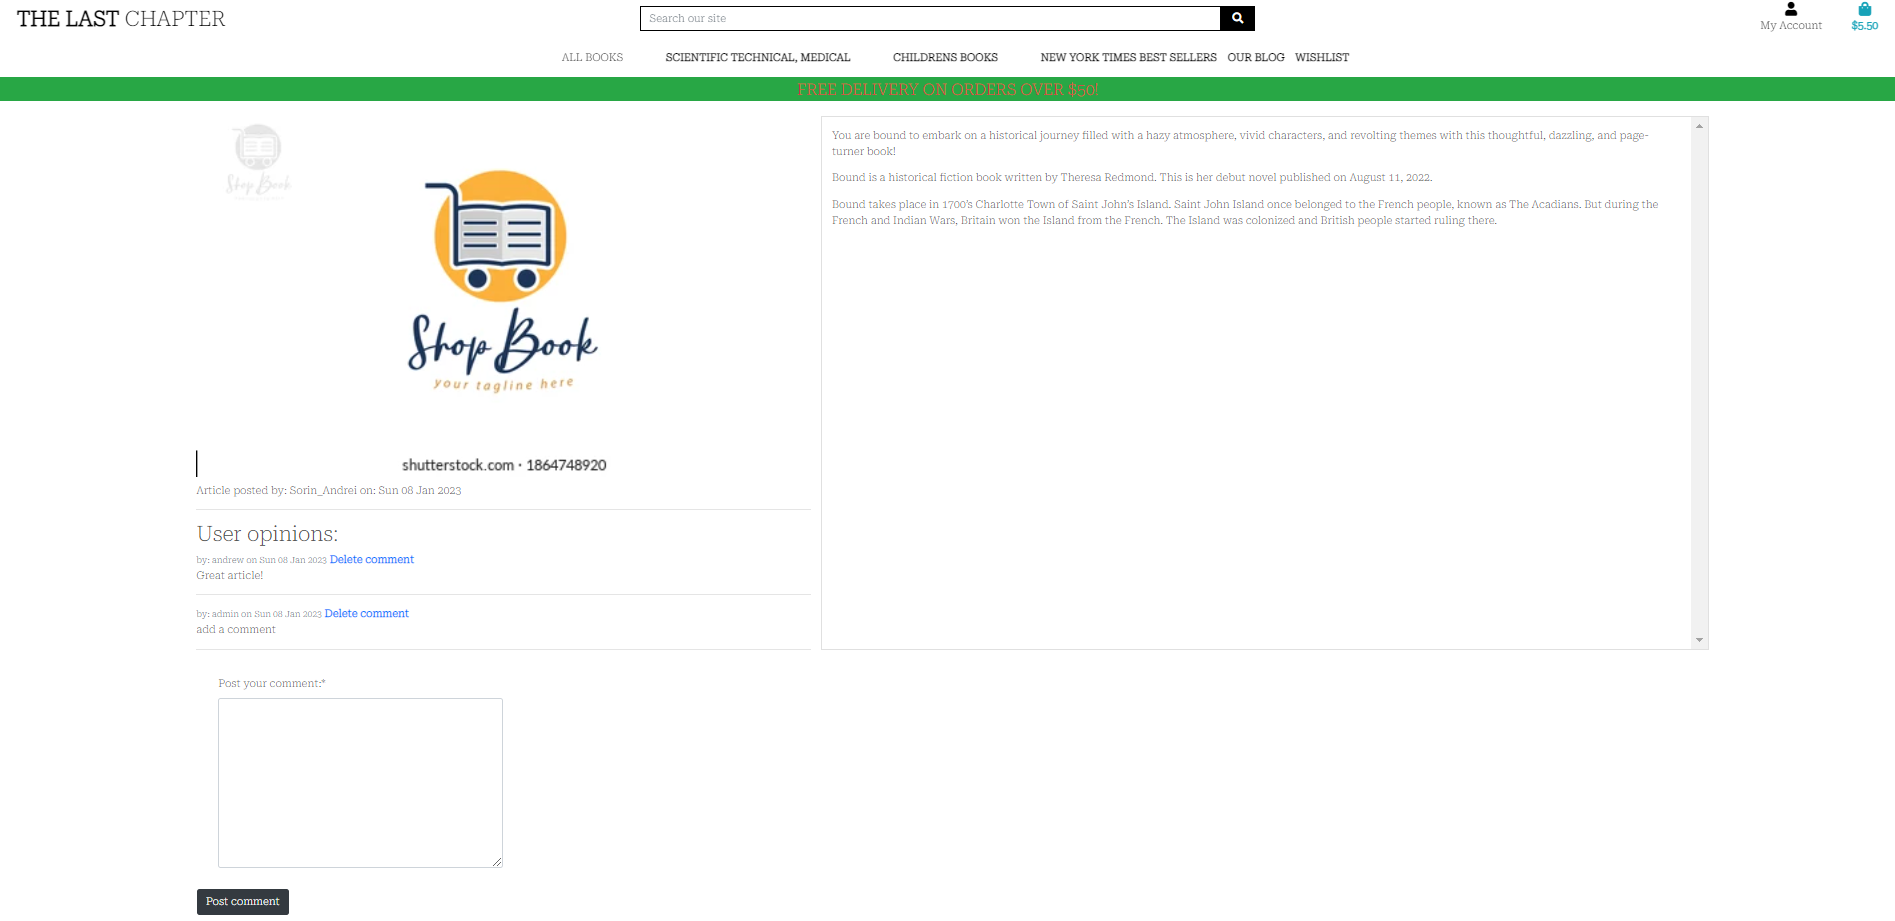 THE LAST CHAPTER
Search our site
My Account
$5.50
ALL BOOKS
SCIENTIFIC TECHNICAL, MEDICAL
CHILDRENS BOOKS
NEW YORK TIMES BEST SELLERS
OUR BLOG
WISHLIST
FREE DELIVERY ON ORDERS OVER $50!
Shop Book
Shop Book
your tagline here
shutterstock.com · 1864748920
Article posted by: Sorin_Andrei on: Sun 08 Jan 2023
User opinions:
by: andrew on Sun 08 Jan 2023 Delete comment
Great article!
by: admin on Sun 08 Jan 2023 Delete comment
add a comment
You are bound to embark on a historical journey filled with a hazy atmosphere, vivid characters, and revolting themes with this thoughtful, dazzling, and page-
turner book!
Bound is a historical fiction book written by Theresa Redmond. This is her debut novel published on August 11, 2022.
Bound takes place in 1700's Charlotte Town of Saint John's Island. Saint John Island once belonged to the French people, known as The Acadians. But during the
French and Indian Wars, Britain won the Island from the French. The Island was colonized and British people started ruling there.
Post your comment:*
Post comment